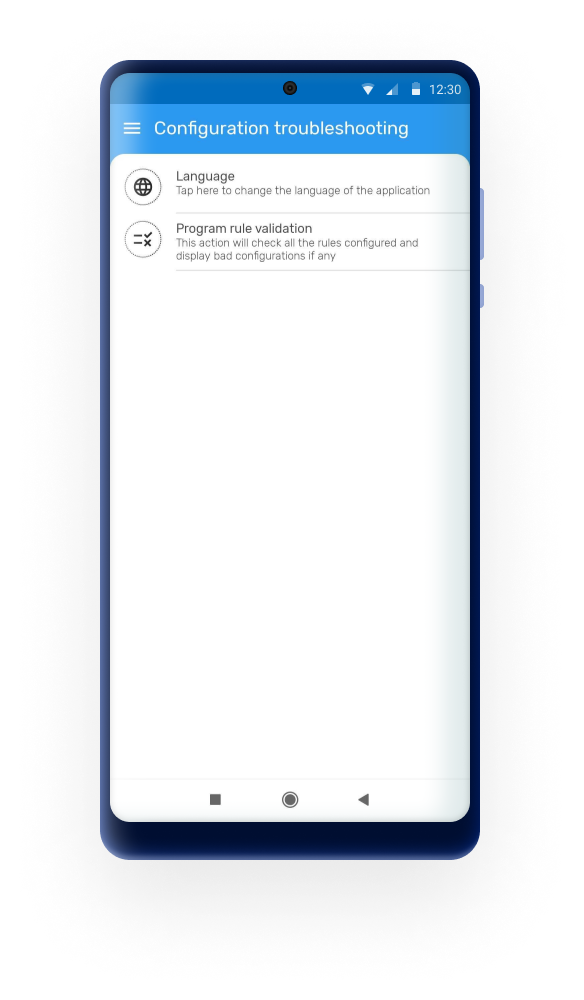 12:30
Configuration troubleshooting
Language
Tap here to change the language of the application
Program rule validation
This action will check all the rules configured and
display bad configurations if any